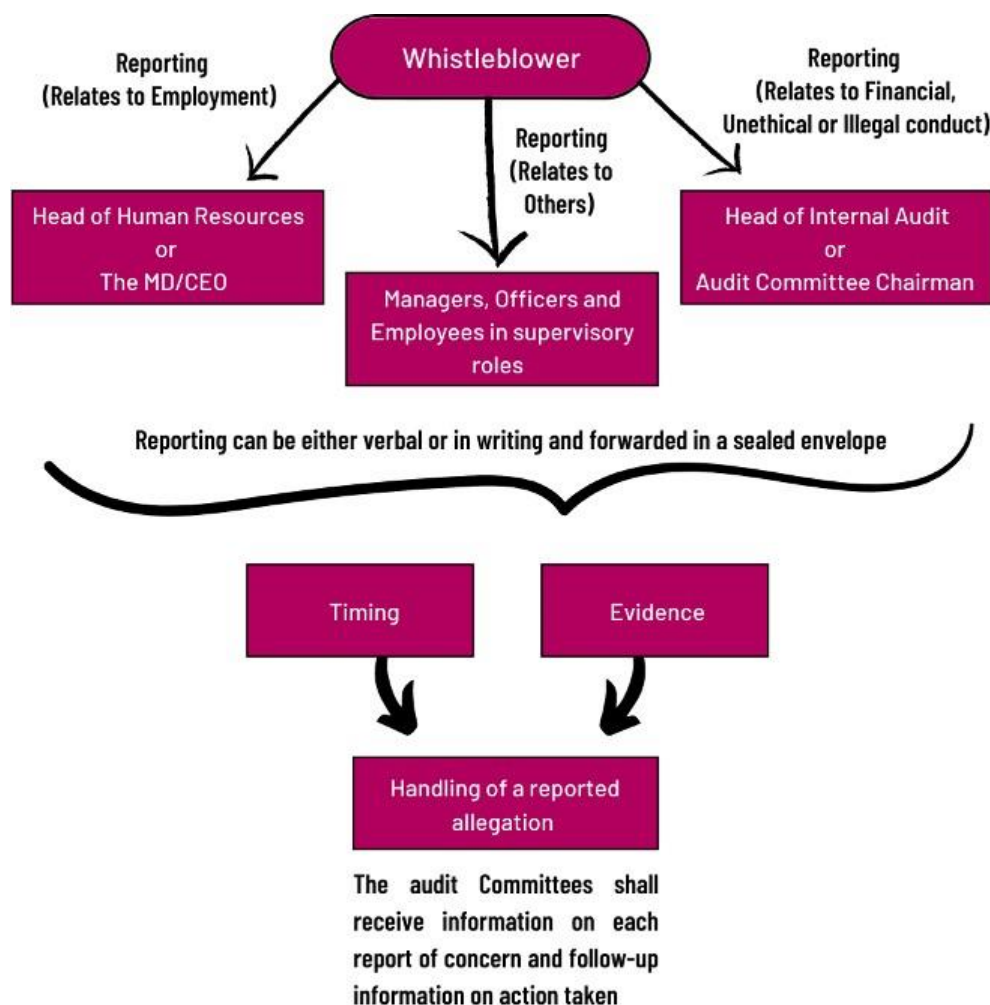 Whistleblower
Reporting
(Relates to Employment)
Reporting
(Relates to
Others)
Reporting
(Relates to Financial,
Unethical or Illegal conduct)
Head of Human Resources
or
The MD/CEO
Managers, Officers and
Employees in supervisory
roles
Head of Internal Audit
or
Audit Committee Chairman
Reporting can be either verbal or in writing and forwarded in a sealed envelope
Timing
Evidence
Handling of a reported
allegation
The audit Committees shall
receive information on each
report of concern and follow-up
information on action taken